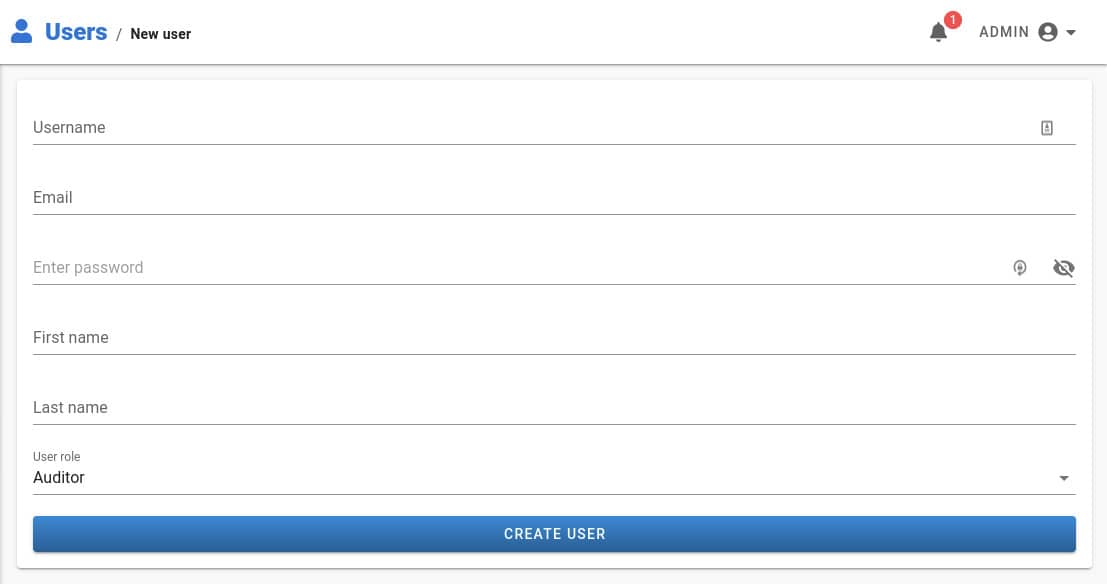 Users / New user
1
ADMIN
Username
Email
Enter password
First name
Last name
User role
Auditor
CREATE USER